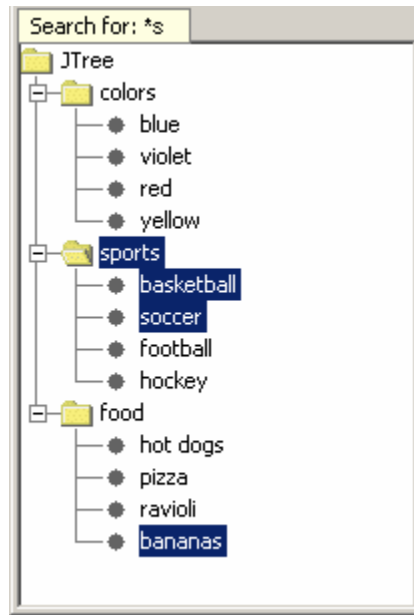 Search for: *s
JTree
colors
blue
violet
red
yellow
sports
basketball
soccer
football
hockey
food
hot dogs
pizza
ravioli
bananas